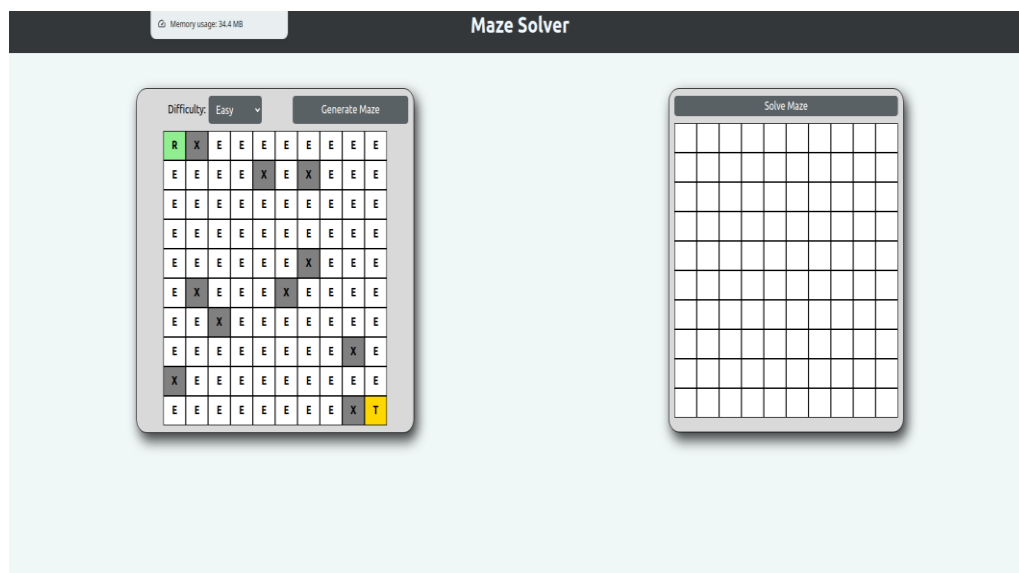 Memory usage: 34.4 MB
Maze Solver
Difficulty: Easy Generate Maze
R X E E E E E E E E
E E E E X E X E E E
E E E E E E E E E E
E E E E E E E E E E
E E E E E E X E E E
E X E E E X E E E E
E E X E E E E E E E
E E E E E E E E X E
X E E E E E E E E E
E E E E E E E E X T
Solve Maze